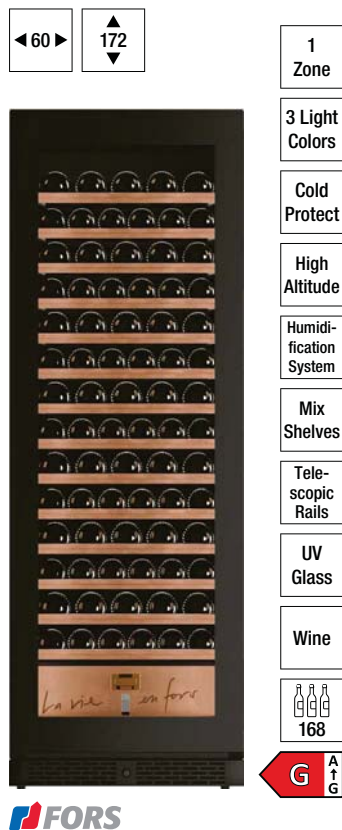 60
172
1
Zone
3 Light
Colors
Cold
Protect
High
Altitude
Humidi-
fication
System
Mix
Shelves
Tele-
scopic
Rails
UV
Glass
Wine
168
La vie en fors
G
A
G
FORS